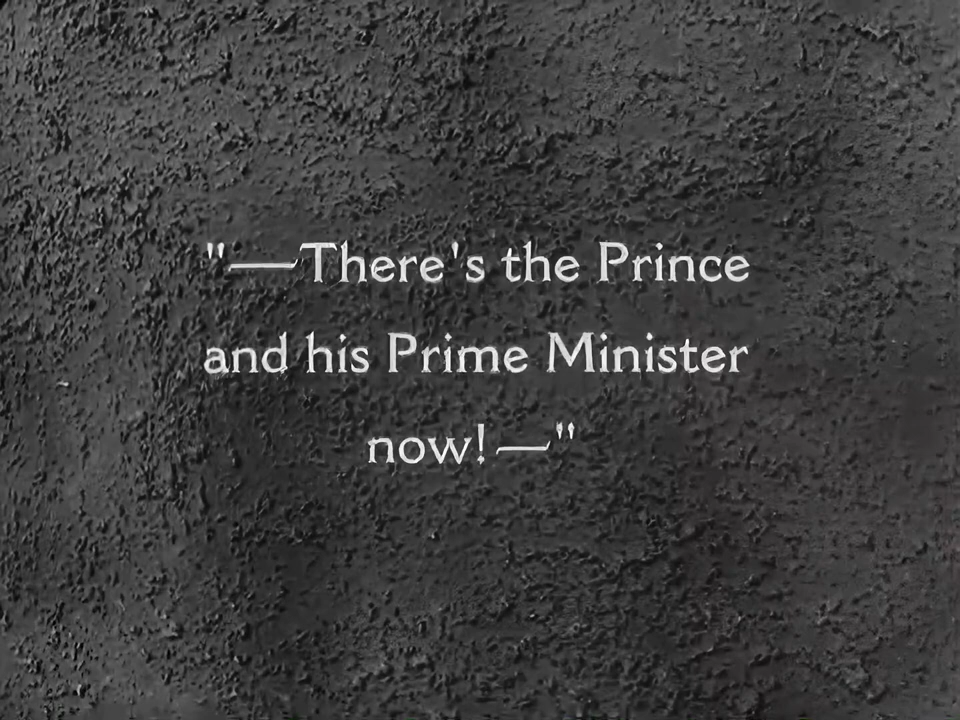 "—There's the Prince
and his Prime Minister
now!—"